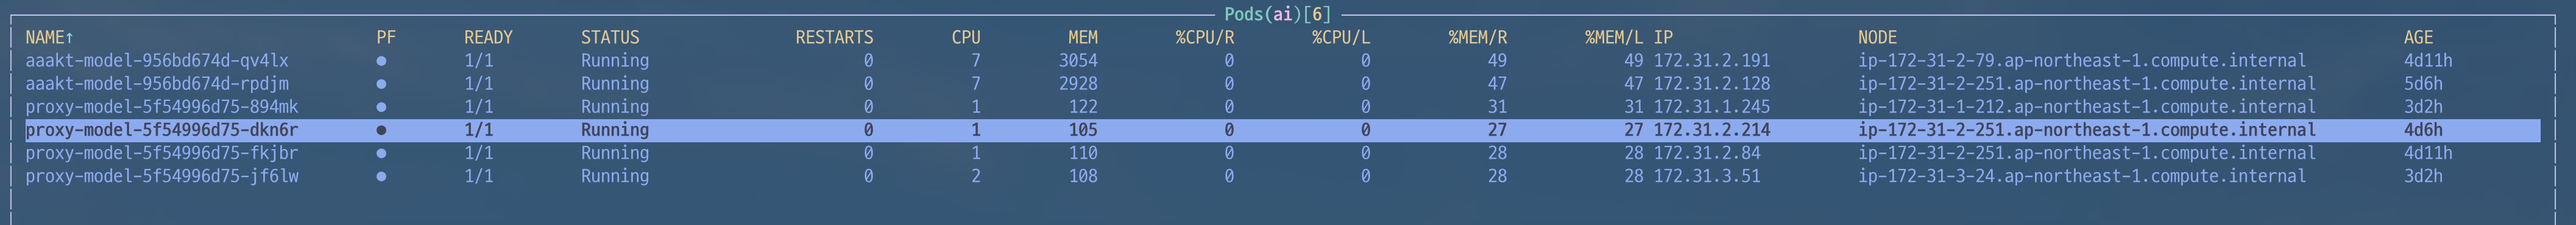 Pods(ai)[6]
NAME↑ PF READY STATUS RESTARTS CPU MEM %CPU/R %CPU/L %MEM/R %MEM/L IP NODE AGE
aaakt-model-956bd674d-qv4lx ● 1/1 Running 0 7 3054 0 0 49 49 172.31.2.191 ip-172-31-2-79.ap-northeast-1.compute.internal 4d11h
aaakt-model-956bd674d-rpdjm ● 1/1 Running 0 7 2928 0 0 47 47 172.31.2.128 ip-172-31-2-251.ap-northeast-1.compute.internal 5d6h
proxy-model-5f54996d75-894mk ● 1/1 Running 0 1 122 0 0 31 31 172.31.1.245 ip-172-31-1-212.ap-northeast-1.compute.internal 3d2h
proxy-model-5f54996d75-dkn6r ● 1/1 Running 0 1 105 0 0 27 27 172.31.2.214 ip-172-31-2-251.ap-northeast-1.compute.internal 4d6h
proxy-model-5f54996d75-fkjbr ● 1/1 Running 0 1 110 0 0 28 28 172.31.2.84 ip-172-31-2-251.ap-northeast-1.compute.internal 4d11h
proxy-model-5f54996d75-jf6lw ● 1/1 Running 0 2 108 0 0 28 28 172.31.3.51 ip-172-31-3-24.ap-northeast-1.compute.internal 3d2h